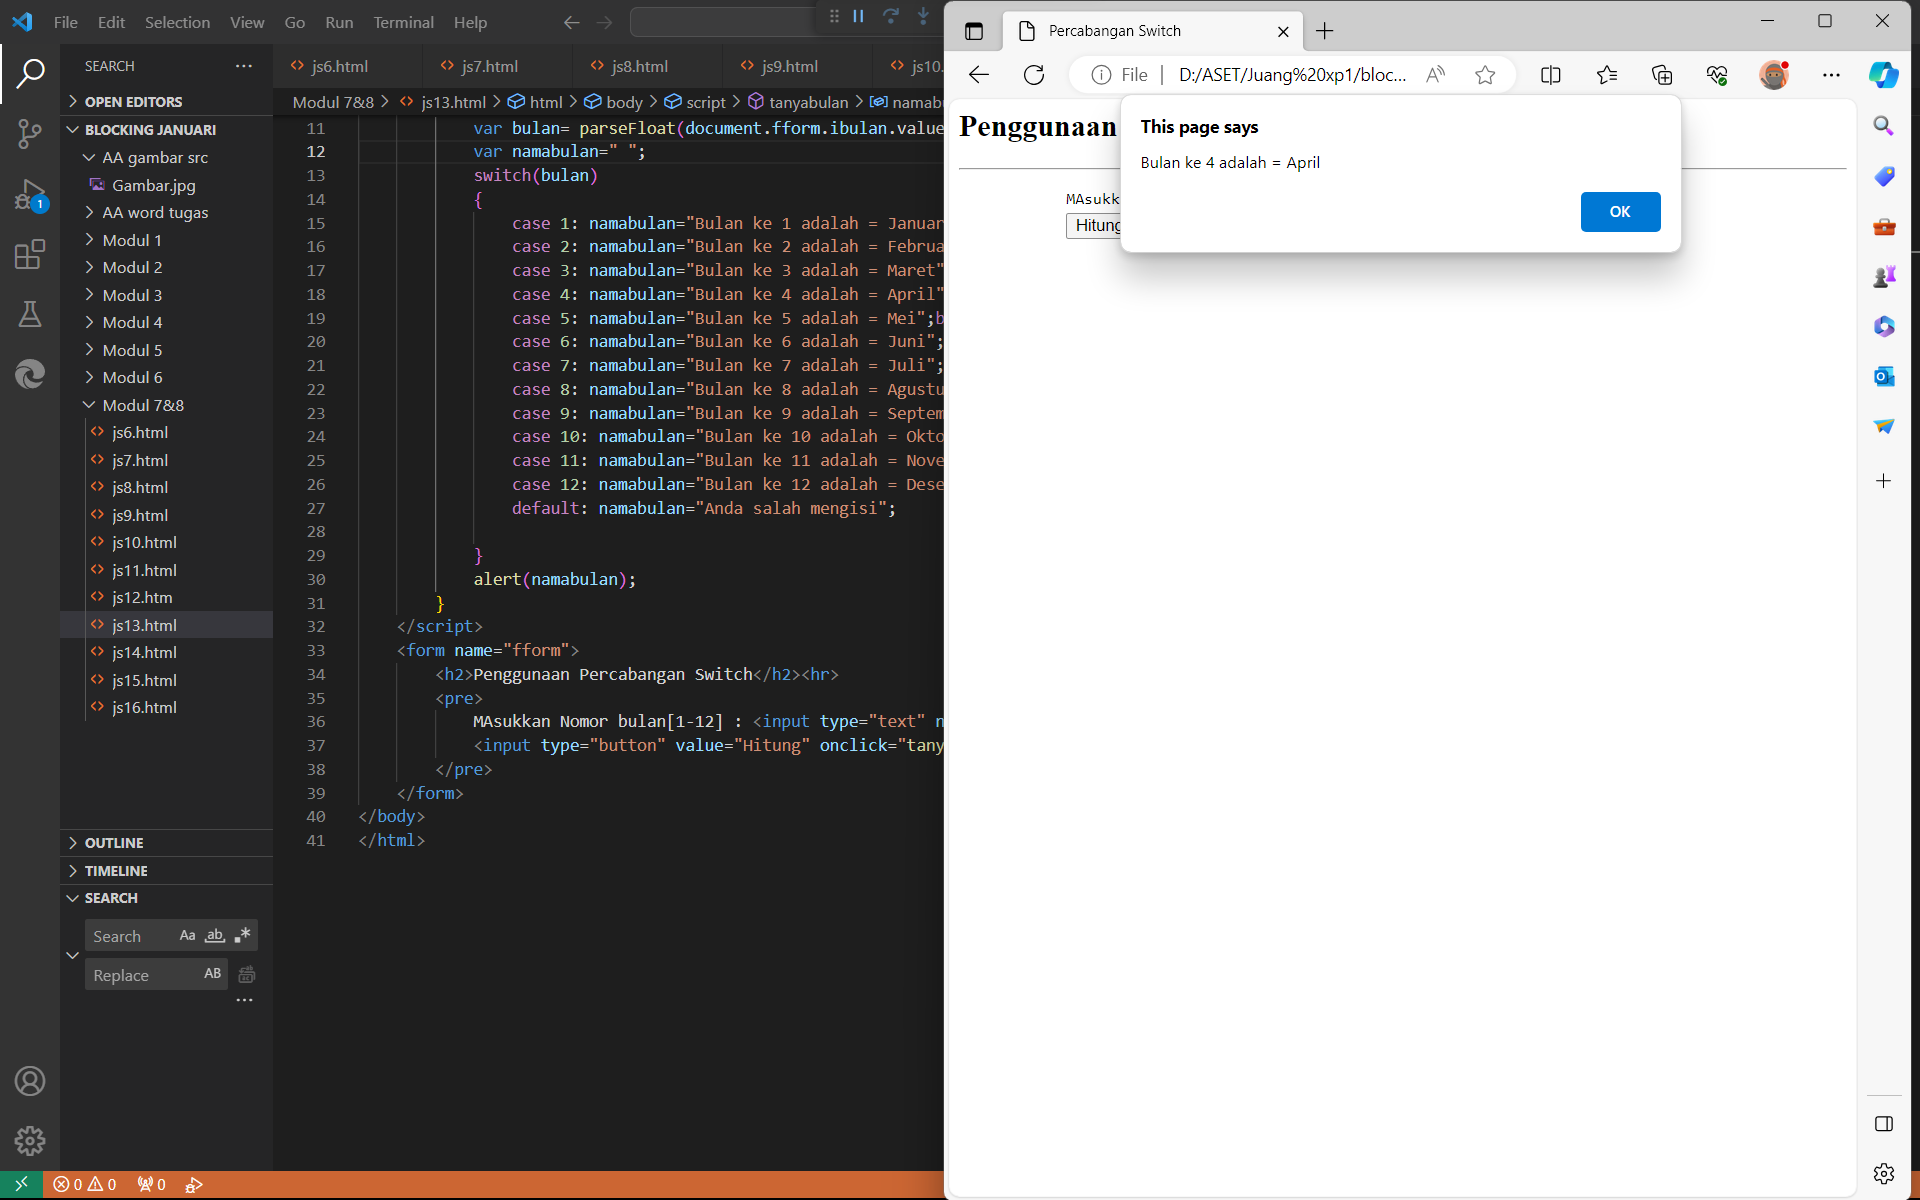 File Edit Selection View Go Run Terminal Help
SEARCH
OPEN EDITORS
BLOCKING JANUARI
AA gambar src
Gambar.jpg
AA word tugas
Modul 1
Modul 2
Modul 3
Modul 4
Modul 5
Modul 6
Modul 7&8
js6.html
js7.html
js8.html
js9.html
js10.html
js11.html
js12.htm
js13.html
js14.html
js15.html
js16.html
OUTLINE
TIMELINE
SEARCH
Search Aa ab
Replace AB
1
0 0 0
js6.html js7.html js8.html js9.html js10.
Modul 7&8 > js13.html > html > body > script > tanyabulan > namabu
11 var bulan= parseFloat(document.fform.ibulan.value
12 var namabulan=" ";
13 switch(bulan)
14 {
15 case 1: namabulan="Bulan ke 1 adalah = Januar
16 case 2: namabulan="Bulan ke 2 adalah = Februa
17 case 3: namabulan="Bulan ke 3 adalah = Maret"
18 case 4: namabulan="Bulan ke 4 adalah = April"
19 case 5: namabulan="Bulan ke 5 adalah = Mei";b
20 case 6: namabulan="Bulan ke 6 adalah = Juni";
21 case 7: namabulan="Bulan ke 7 adalah = Juli";
22 case 8: namabulan="Bulan ke 8 adalah = Agustu
23 case 9: namabulan="Bulan ke 9 adalah = Septem
24 case 10: namabulan="Bulan ke 10 adalah = Okto
25 case 11: namabulan="Bulan ke 11 adalah = Nove
26 case 12: namabulan="Bulan ke 12 adalah = Dese
27 default: namabulan="Anda salah mengisi";
28
29 }
30 alert(namabulan);
31 }
32 </script>
33 <form name="fform">
34 <h2>Penggunaan Percabangan Switch</h2><hr>
35 <pre>
36 MAsukkan Nomor bulan[1-12] : <input type="text" n
37 <input type="button" value="Hitung" onclick="tany
38 </pre>
39 </form>
40 </body>
41 </html>
Percabangan Switch
File | D:/ASET/Juang%20xp1/bloc...
Penggunaan
MAsukk
Hitung
This page says
Bulan ke 4 adalah = April
OK